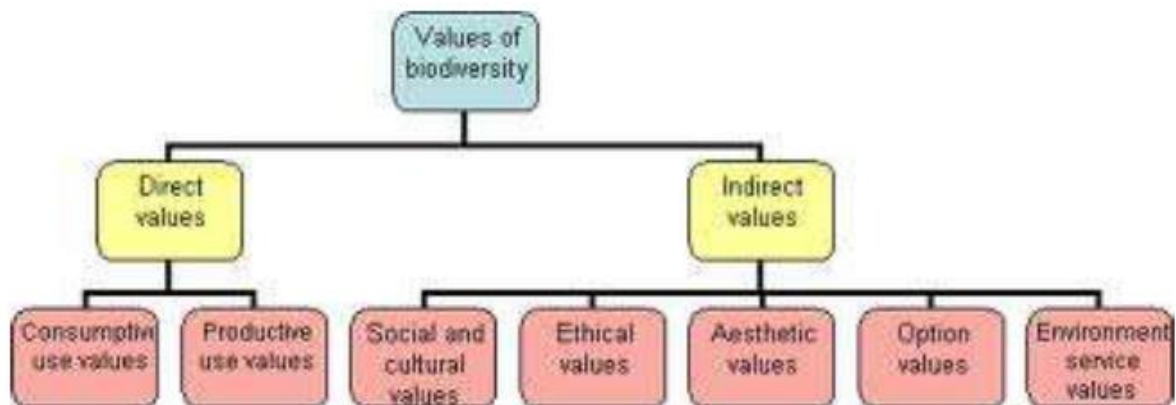 Values of
biodiversity
Direct
values
Indirect
values
Consumptive
use values
Productive
use values
Social and
cultural
values
Ethical
values
Aesthetic
values
Option
values
Environment
service
values